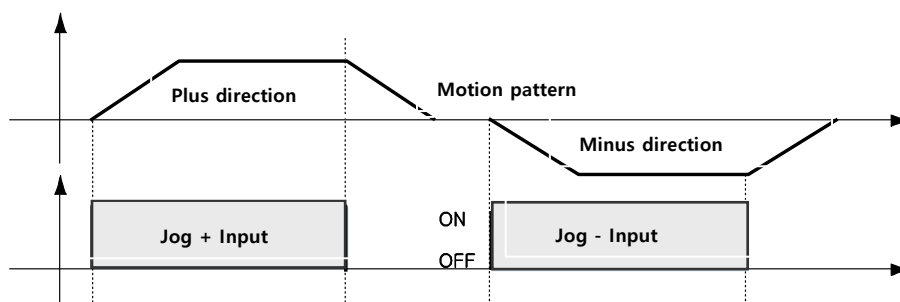 Plus direction
Motion pattern
Minus direction
Jog + Input
ON
OFF
Jog - Input